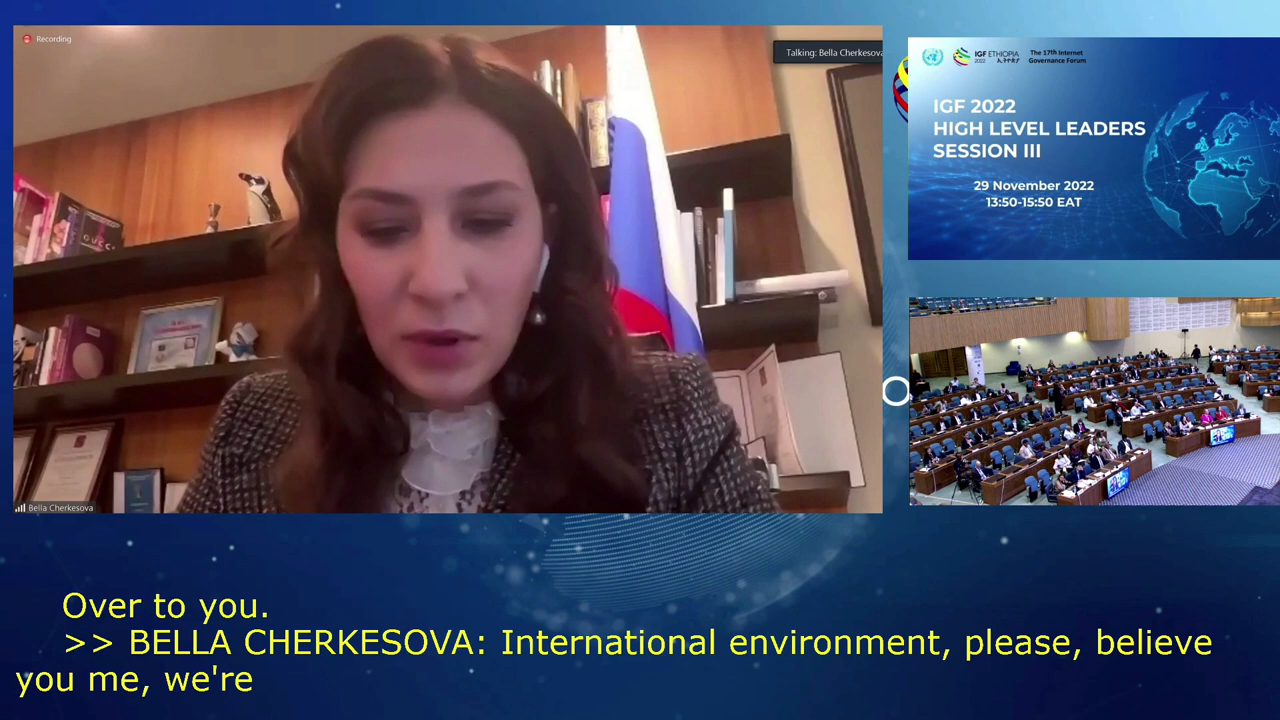 Recording
Talking: Bella Cherkesova
GUCCI
Bella Cherkesova
IGF ETHIOPIA
2022 ኢትዮጵያ
The 17th Internet
Governance Forum
IGF 2022
HIGH LEVEL LEADERS
SESSION III
29 November 2022
13:50-15:50 EAT
O
Over to you.
>> BELLA CHERKESOVA: International environment, please, believe
you me, we're